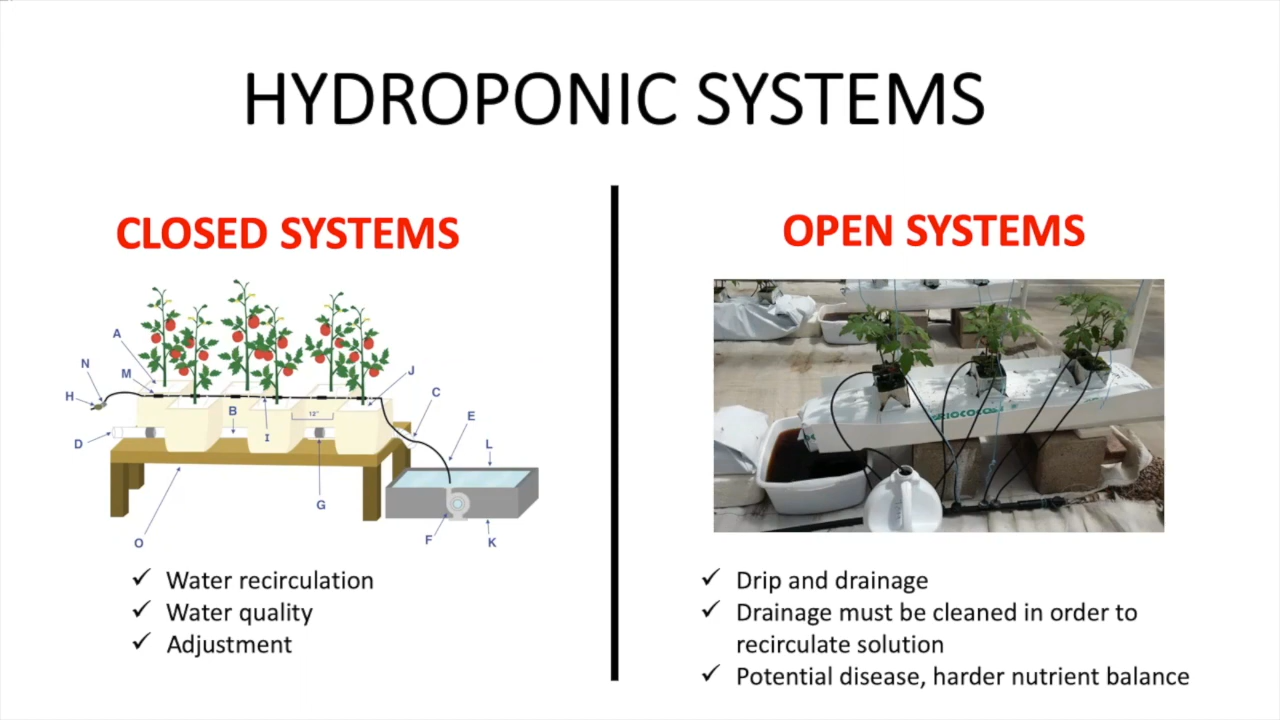 HYDROPONIC SYSTEMS
CLOSED SYSTEMS
A
N
M
H
D
B
I
12"
J
C
E
L
G
F
K
O
✓ Water recirculation
✓ Water quality
✓ Adjustment
OPEN SYSTEMS
✓ Drip and drainage
✓ Drainage must be cleaned in order to
recirculate solution
✓ Potential disease, harder nutrient balance